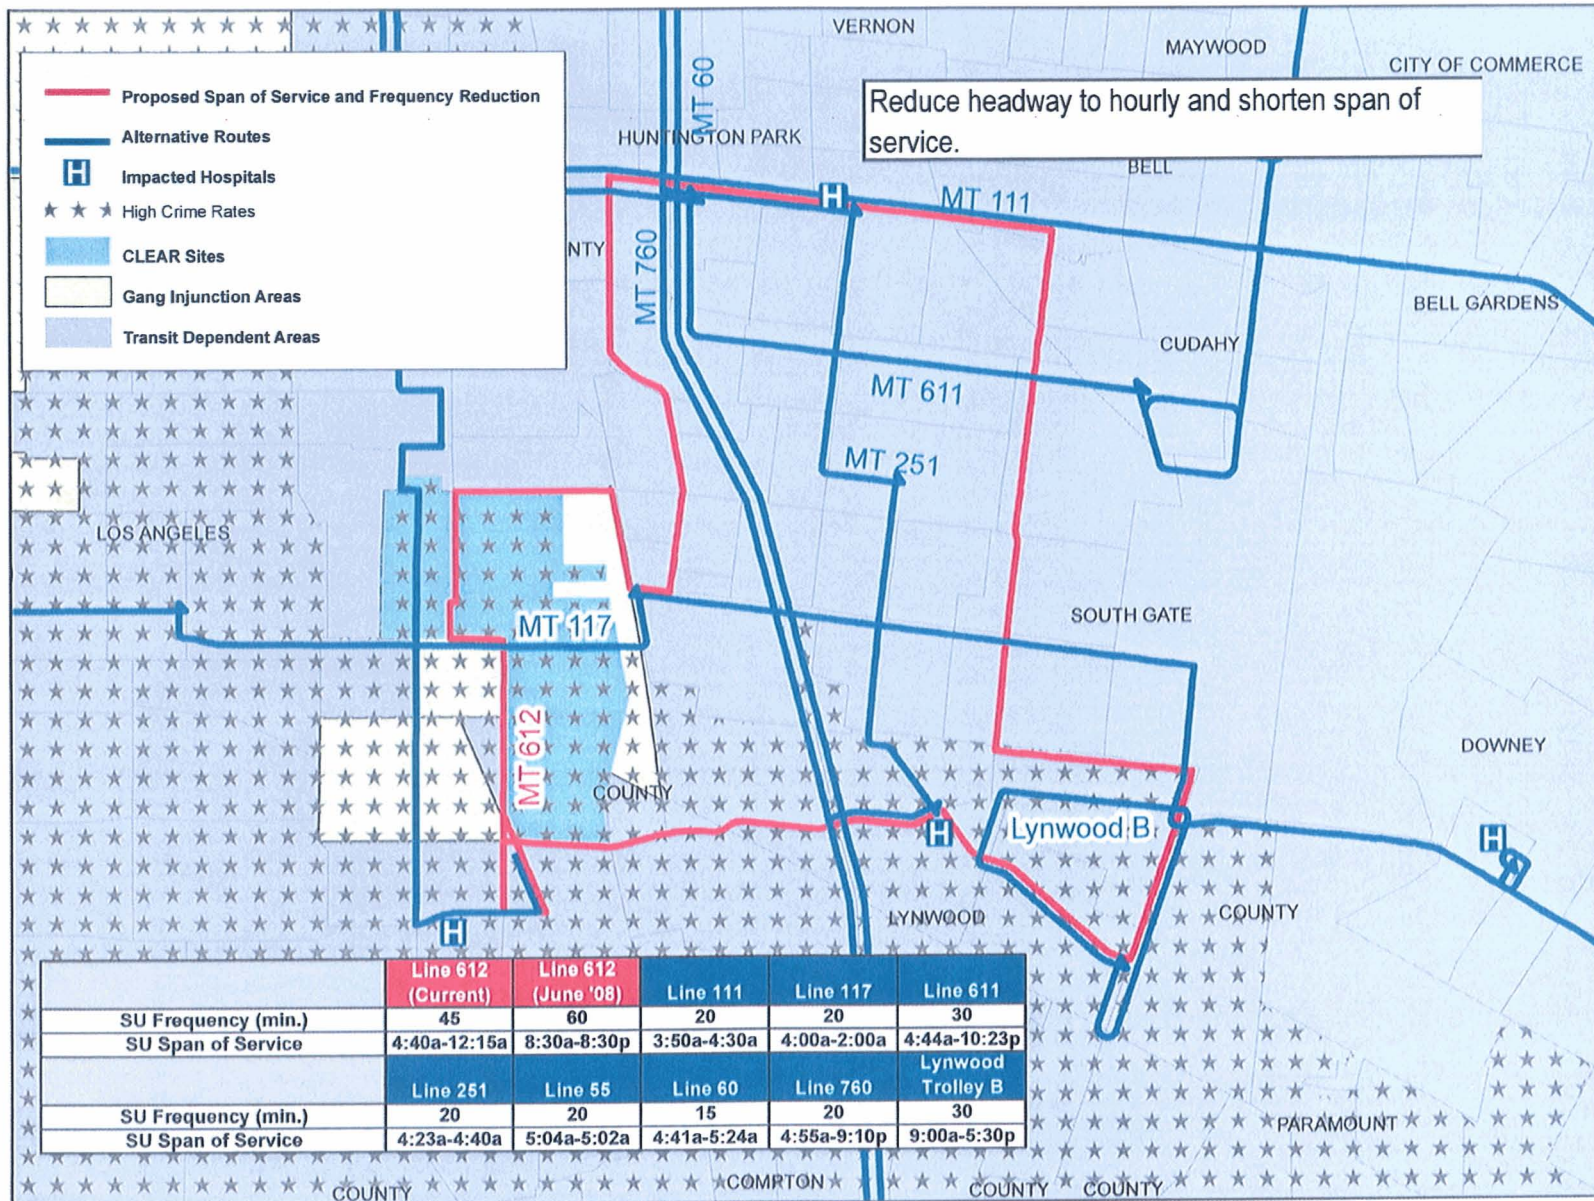 VERNON
MAYWOOD
CITY OF COMMERCE
Proposed Span of Service and Frequency Reduction
Alternative Routes
H
Impacted Hospitals
High Crime Rates
CLEAR Sites
Gang Injunction Areas
Transit Dependent Areas
MT 60
Reduce headway to hourly and shorten span of
service.
HUNTINGTON PARK
BELL
H
MT 111
NTY
MT 760
BELL GARDENS
CUDAHY
MT 611
MT 251
LOS ANGELES
SOUTH GATE
MT 117
MT 612
DOWNEY
COUNTY
Lynwood B
H
H
LYNWOOD
COUNTY
H
Line 612 (Current) Line 612 (June '08) Line 111 Line 117 Line 611
SU Frequency (min.) 45 60 20 20 30
SU Span of Service 4:40a-12:15a 8:30a-8:30p 3:50a-4:30a 4:00a-2:00a 4:44a-10:23p
Line 251 Line 55 Line 60 Line 760 Lynwood Trolley B
SU Frequency (min.) 20 20 15 20 30
SU Span of Service 4:23a-4:40a 5:04a-5:02a 4:41a-5:24a 4:55a-9:10p 9:00a-5:30p
PARAMOUNT
COUNTY
COMPTON
COUNTY
COUNTY